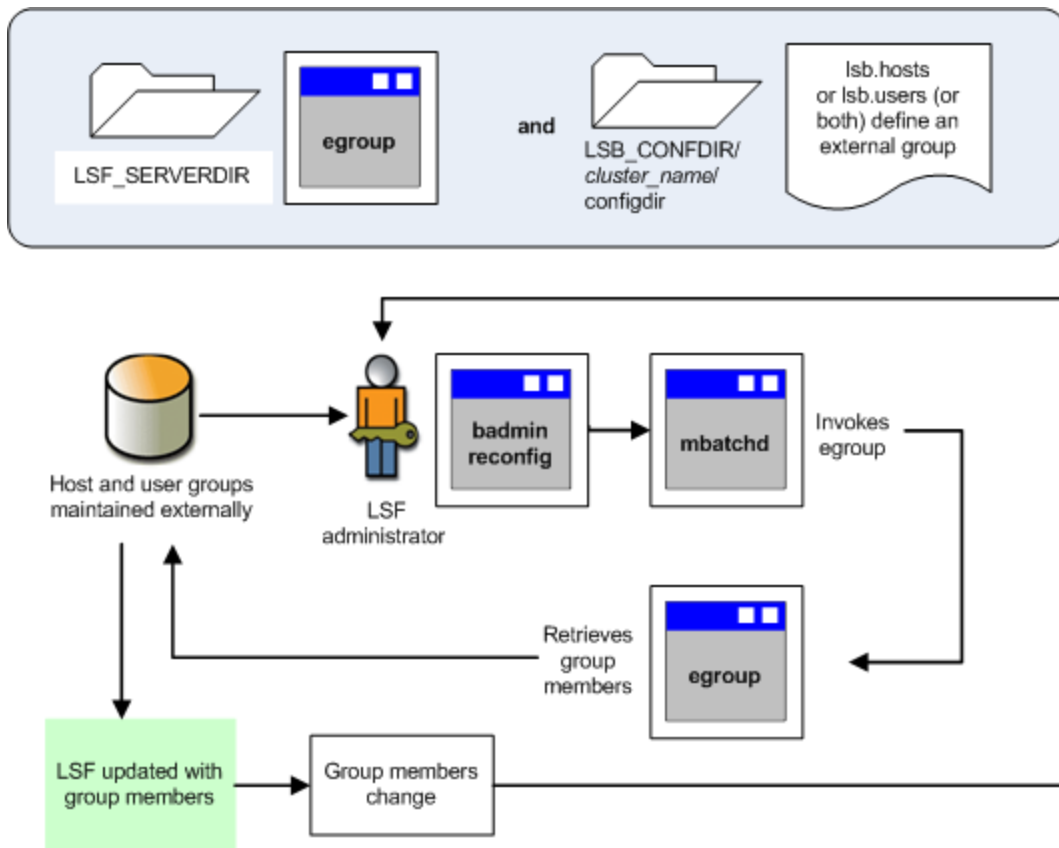 LSF_SERVERDIR
egroup
and
LSB_CONFDIR/
cluster_name/
configdir
lsb.hosts
or lsb.users (or
both) define an
external group
Host and user groups
maintained externally
LSF
administrator
badmin
reconfig
mbatchd
Invokes
egroup
Retrieves
group
members
egroup
LSF updated with
group members
Group members
change